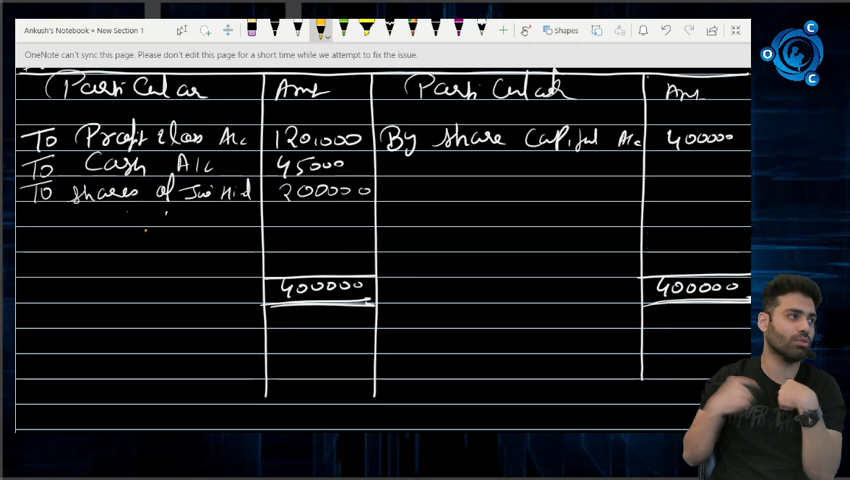 Ankush's Notebook » New Section 1
Shapes
OneNote can't sync this page. Please don't edit this page for a short time while we attempt to fix the issue.
Particular Amt Particular Amt
To Profit & loss A/c 120,000 By Share Capital A/c 400000
To Cash A/c 45000
To Shares of Jai Hind 200000
400000 400000
O C C